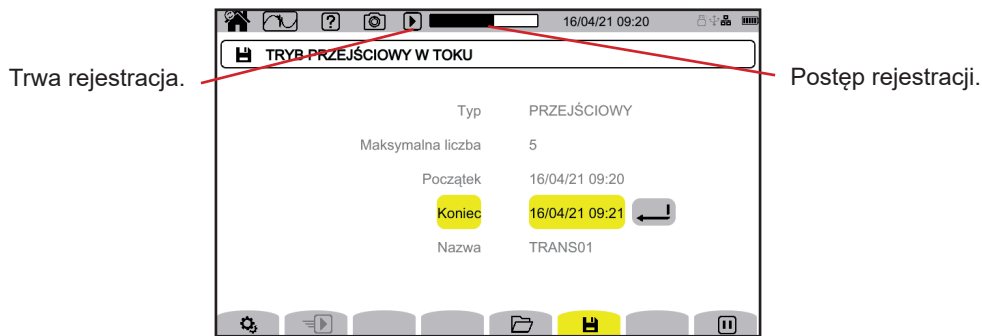 16/04/21 09:20
TRYB PRZEJŚCIOWY W TOKU
Trwa rejestracja.
Postęp rejestracji.
Typ PRZEJŚCIOWY
Maksymalna liczba 5
Początek 16/04/21 09:20
Koniec 16/04/21 09:21
Nazwa TRANS01